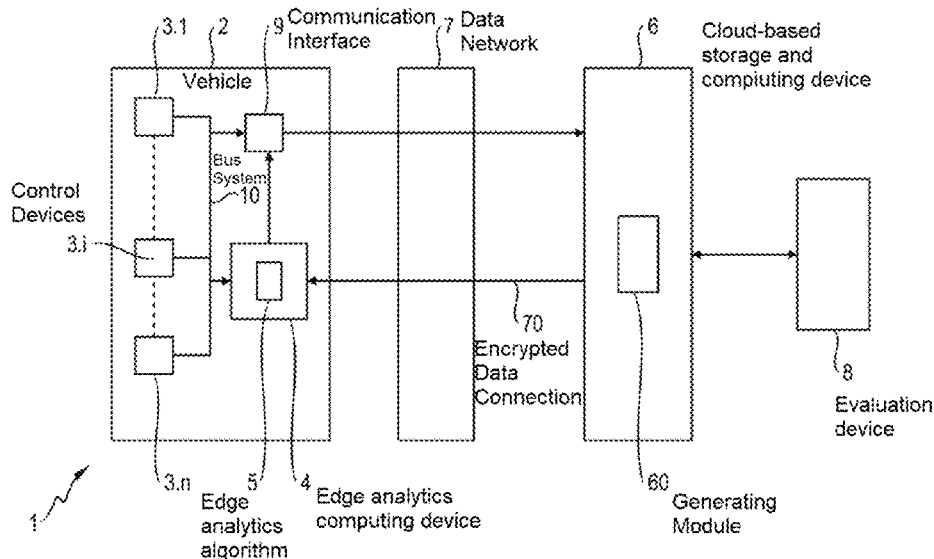 3.1
2
9
Communication
Interface
7
Data
Network
6
Cloud-based
storage and
compiuting device
Vehicle
Bus
System
10
Control
Devices
3.i
70
Encrypted
Data
Connection
8
Evaluation
device
1
3.n
5
Edge
analytics
algorithm
4
Edge analytics
computing device
60
Generating
Module